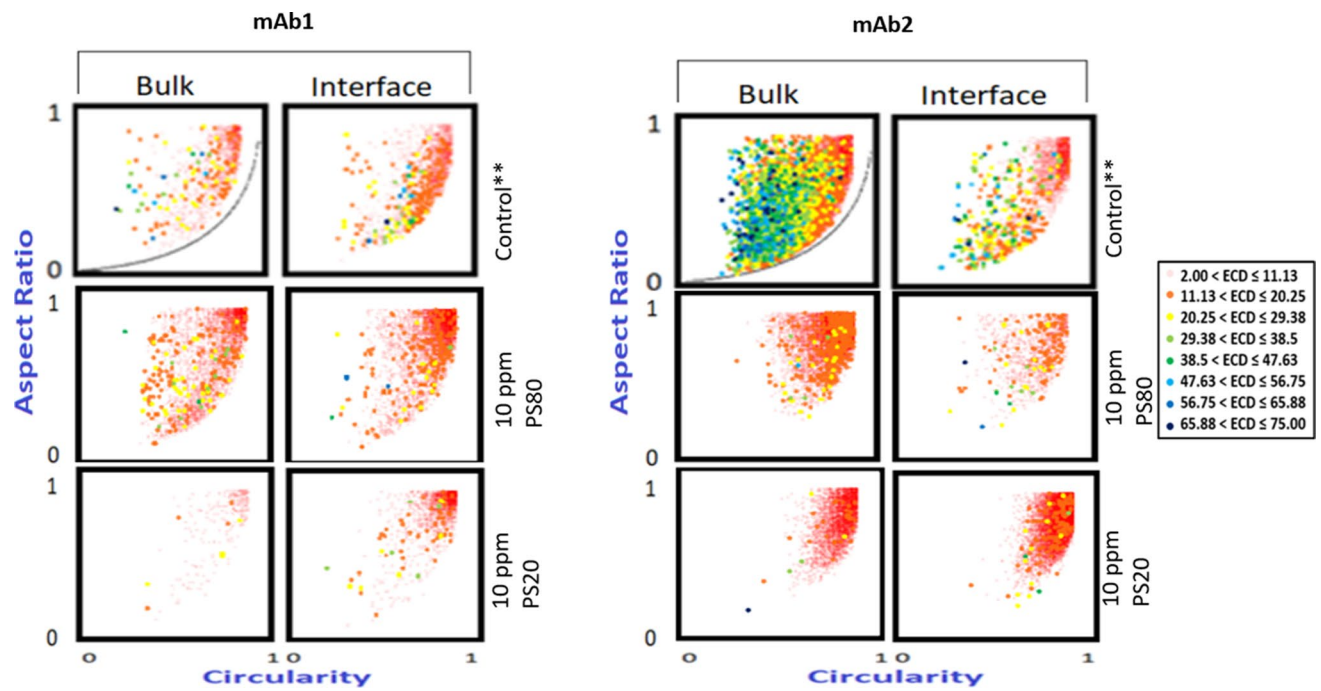 mAb1
mAb2
Bulk
Interface
Bulk
Interface
1
0
Control**
1
0
Control**
Aspect Ratio
Aspect Ratio
1
0
10 ppm
PS80
1
0
10 ppm
PS80
1
0
10 ppm
PS20
1
0
10 ppm
PS20
0
1
0
1
Circularity
0
1
0
1
Circularity
2.00 < ECD ≤ 11.13
11.13 < ECD ≤ 20.25
20.25 < ECD ≤ 29.38
29.38 < ECD ≤ 38.5
38.5 < ECD ≤ 47.63
47.63 < ECD ≤ 56.75
56.75 < ECD ≤ 65.88
65.88 < ECD ≤ 75.00